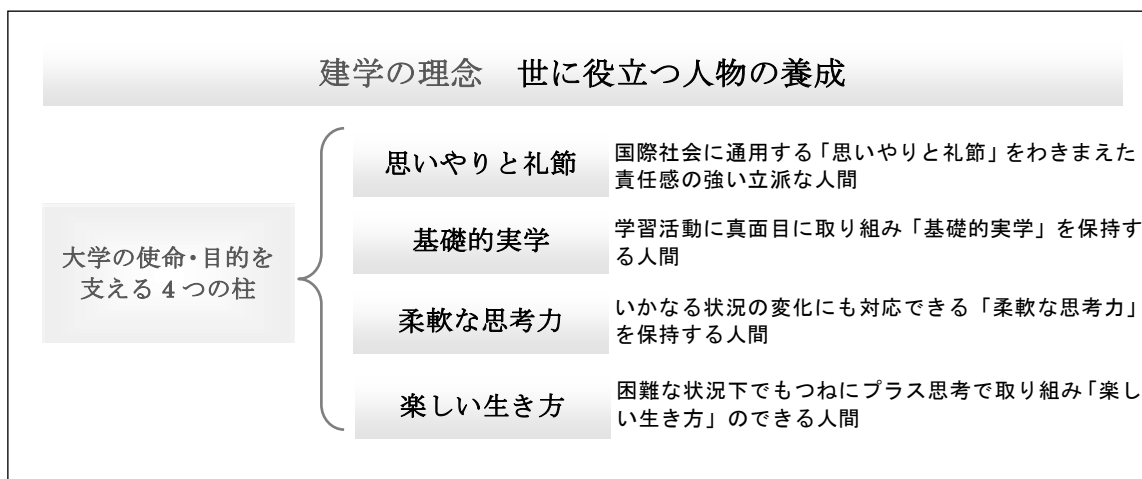 建学の理念　世に役立つ人物の養成
大学の使命・目的を
支える 4 つの柱
思いやりと礼節
国際社会に通用する「思いやりと礼節」をわきまえた
責任感の強い立派な人間
基礎的実学
学習活動に真面目に取り組み「基礎的実学」を保持す
る人間
柔軟な思考力
いかなる状況の変化にも対応できる「柔軟な思考力」
を保持する人間
楽しい生き方
困難な状況下でもつねにプラス思考で取り組み「楽し
い生き方」のできる人間